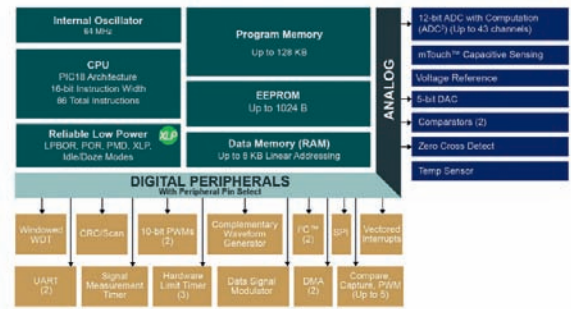 Internal Oscillator
64 MHz
CPU
PIC18 Architecture
16-bit Instruction Width
86 Total Instructions
Reliable Low Power
LPBOR, POR, PMD, XLP,
Idle/Doze Modes
XLP
Program Memory
Up to 128 KB
EEPROM
Up to 1024 B
Data Memory (RAM)
Up to 8 KB Linear Addressing
ANALOG
12-bit ADC with Computation
(ADC²) (Up to 43 channels)
mTouch™ Capacitive Sensing
Voltage Reference
5-bit DAC
Comparators (2)
Zero Cross Detect
Temp Sensor
DIGITAL PERIPHERALS
With Peripheral Pin Select
Windowed
WDT
CRC/Scan
10-bit PWMs
(2)
Complementary
Waveform
Generator
I²C™
(2)
SPI
Vectored
Interrupts
UART
(2)
Signal
Measurement
Timer
Hardware
Limit Timer
(3)
Data Signal
Modulator
DMA
(2)
Compare,
Capture, PWM
(Up to 5)